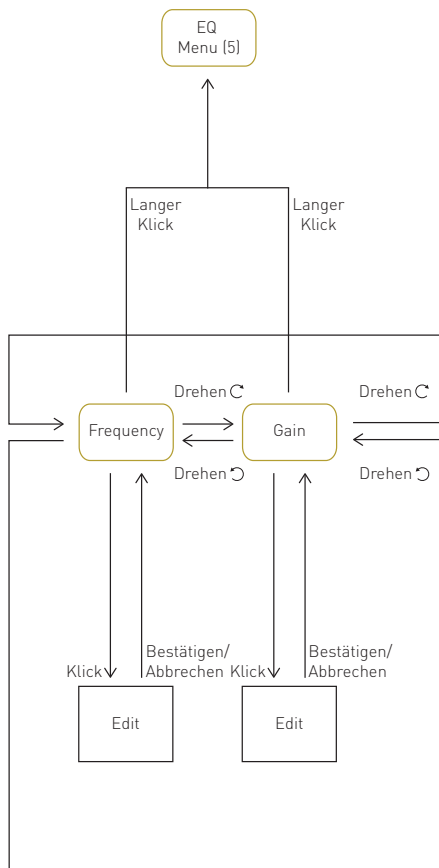 EQ
Menu (5)
Langer
Klick
Langer
Klick
Drehen
Drehen
Frequency
Gain
Drehen
Drehen
Bestätigen/
Abbrechen
Klick
Bestätigen/
Abbrechen
Klick
Edit
Edit